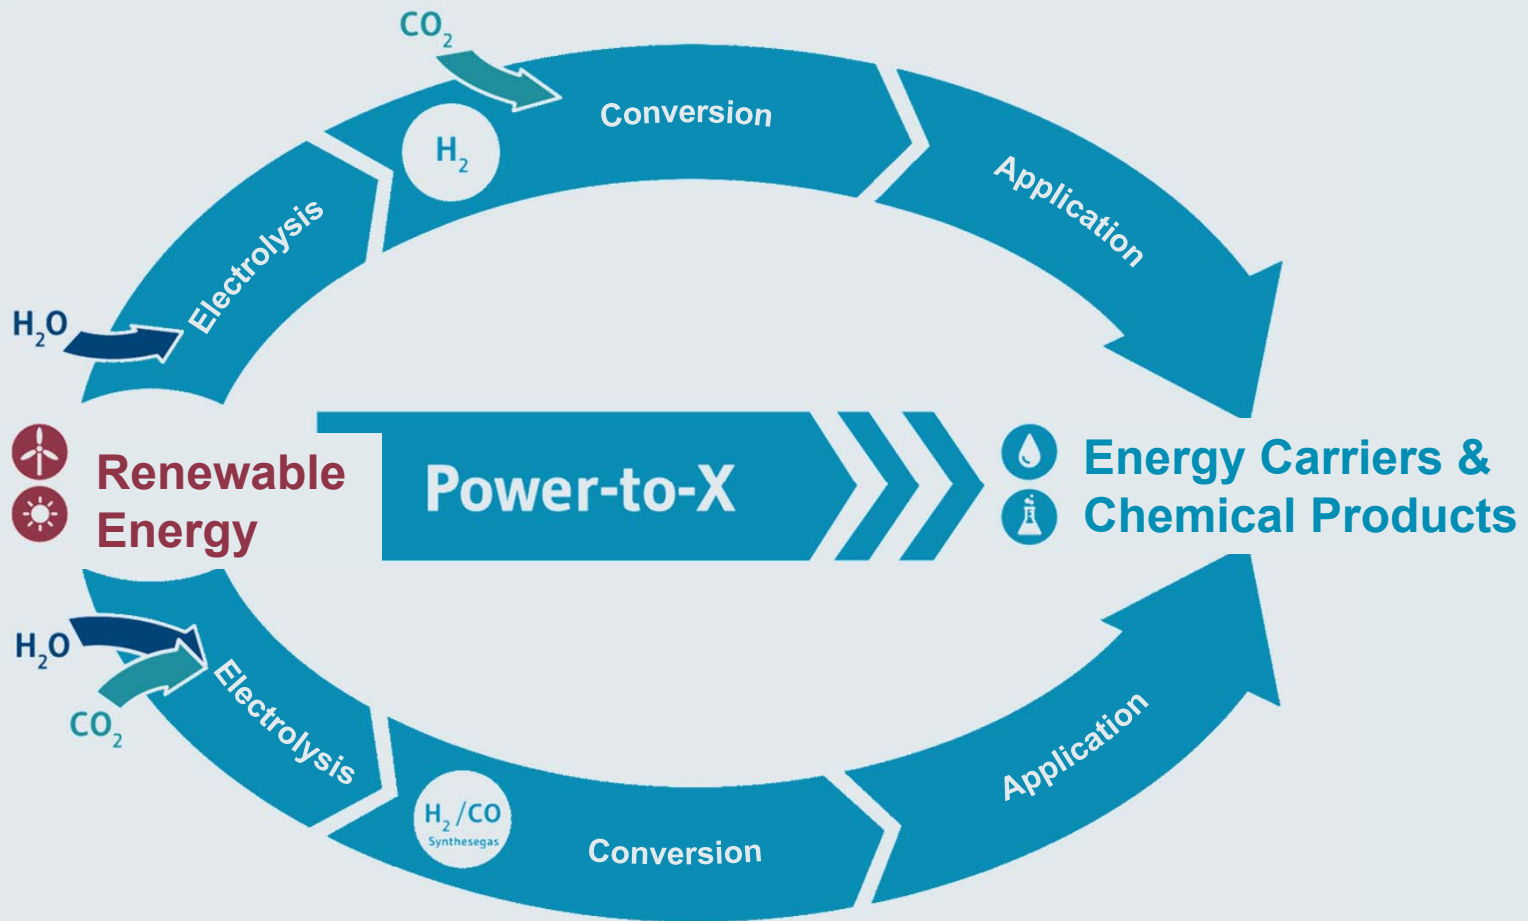 CO₂
H₂
Conversion
Application
Electrolysis
H₂O
Renewable
Energy
Power-to-X
Energy Carriers &
Chemical Products
H₂O
CO₂
Electrolysis
H₂/CO
Synthesegas
Conversion
Application